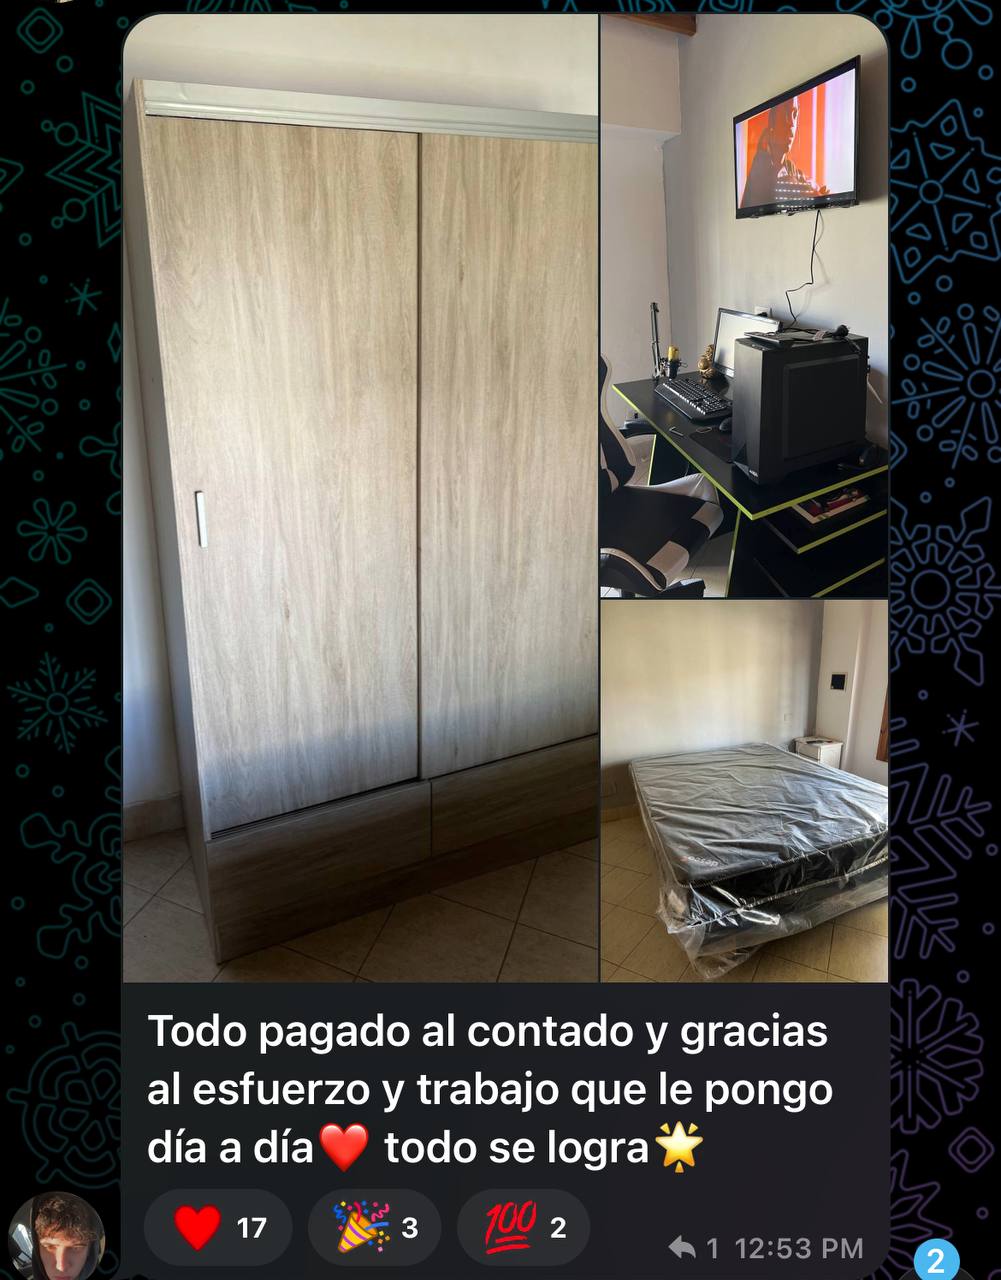 Todo pagado al contado y gracias
al esfuerzo y trabajo que le pongo
día a día❤️ todo se logra🌟
❤️ 17 🎉 3 💯 2
1 12:53 PM
2